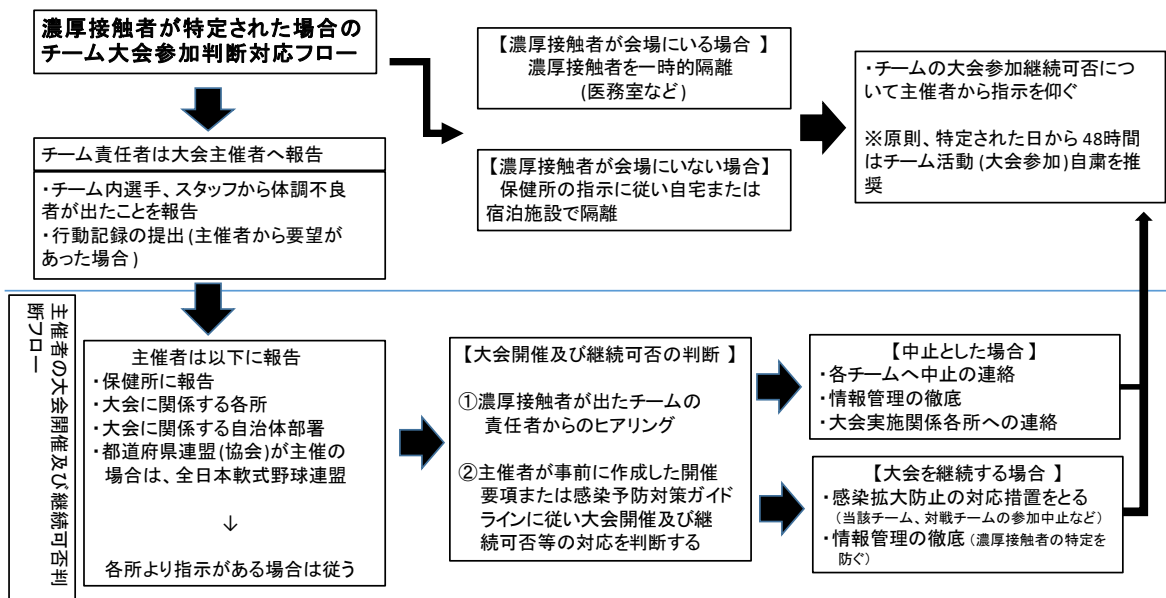 濃厚接触者が特定された場合の
チーム大会参加判断対応フロー
チーム責任者は大会主催者へ報告
・チーム内選手、スタッフから体調不良
者が出たことを報告
・行動記録の提出(主催者から要望が
あった場合)
【濃厚接触者が会場にいる場合 】
濃厚接触者を一時的隔離
(医務室など)
【濃厚接触者が会場にいない場合】
保健所の指示に従い自宅または
宿泊施設で隔離
・チームの大会参加継続可否につ
いて主催者から指示を仰ぐ
※原則、特定された日から 48時間
はチーム活動 (大会参加)自粛を推
奨
主催者の大会開催及び継続可否判
断フロー
主催者は以下に報告
・保健所に報告
・大会に関係する各所
・大会に関係する自治体部署
・都道府県連盟(協会)が主催の
場合は、全日本軟式野球連盟
↓
各所より指示がある場合は従う
【大会開催及び継続可否の判断 】
①濃厚接触者が出たチームの
責任者からのヒアリング
②主催者が事前に作成した開催
要項または感染予防対策ガイド
ラインに従い大会開催及び継
続可否等の対応を判断する
【中止とした場合 】
・各チームへ中止の連絡
・情報管理の徹底
・大会実施関係各所への連絡
【大会を継続する場合 】
・感染拡大防止の対応措置をとる
(当該チーム、対戦チームの参加中止など)
・情報管理の徹底 (濃厚接触者の特定を
防ぐ)